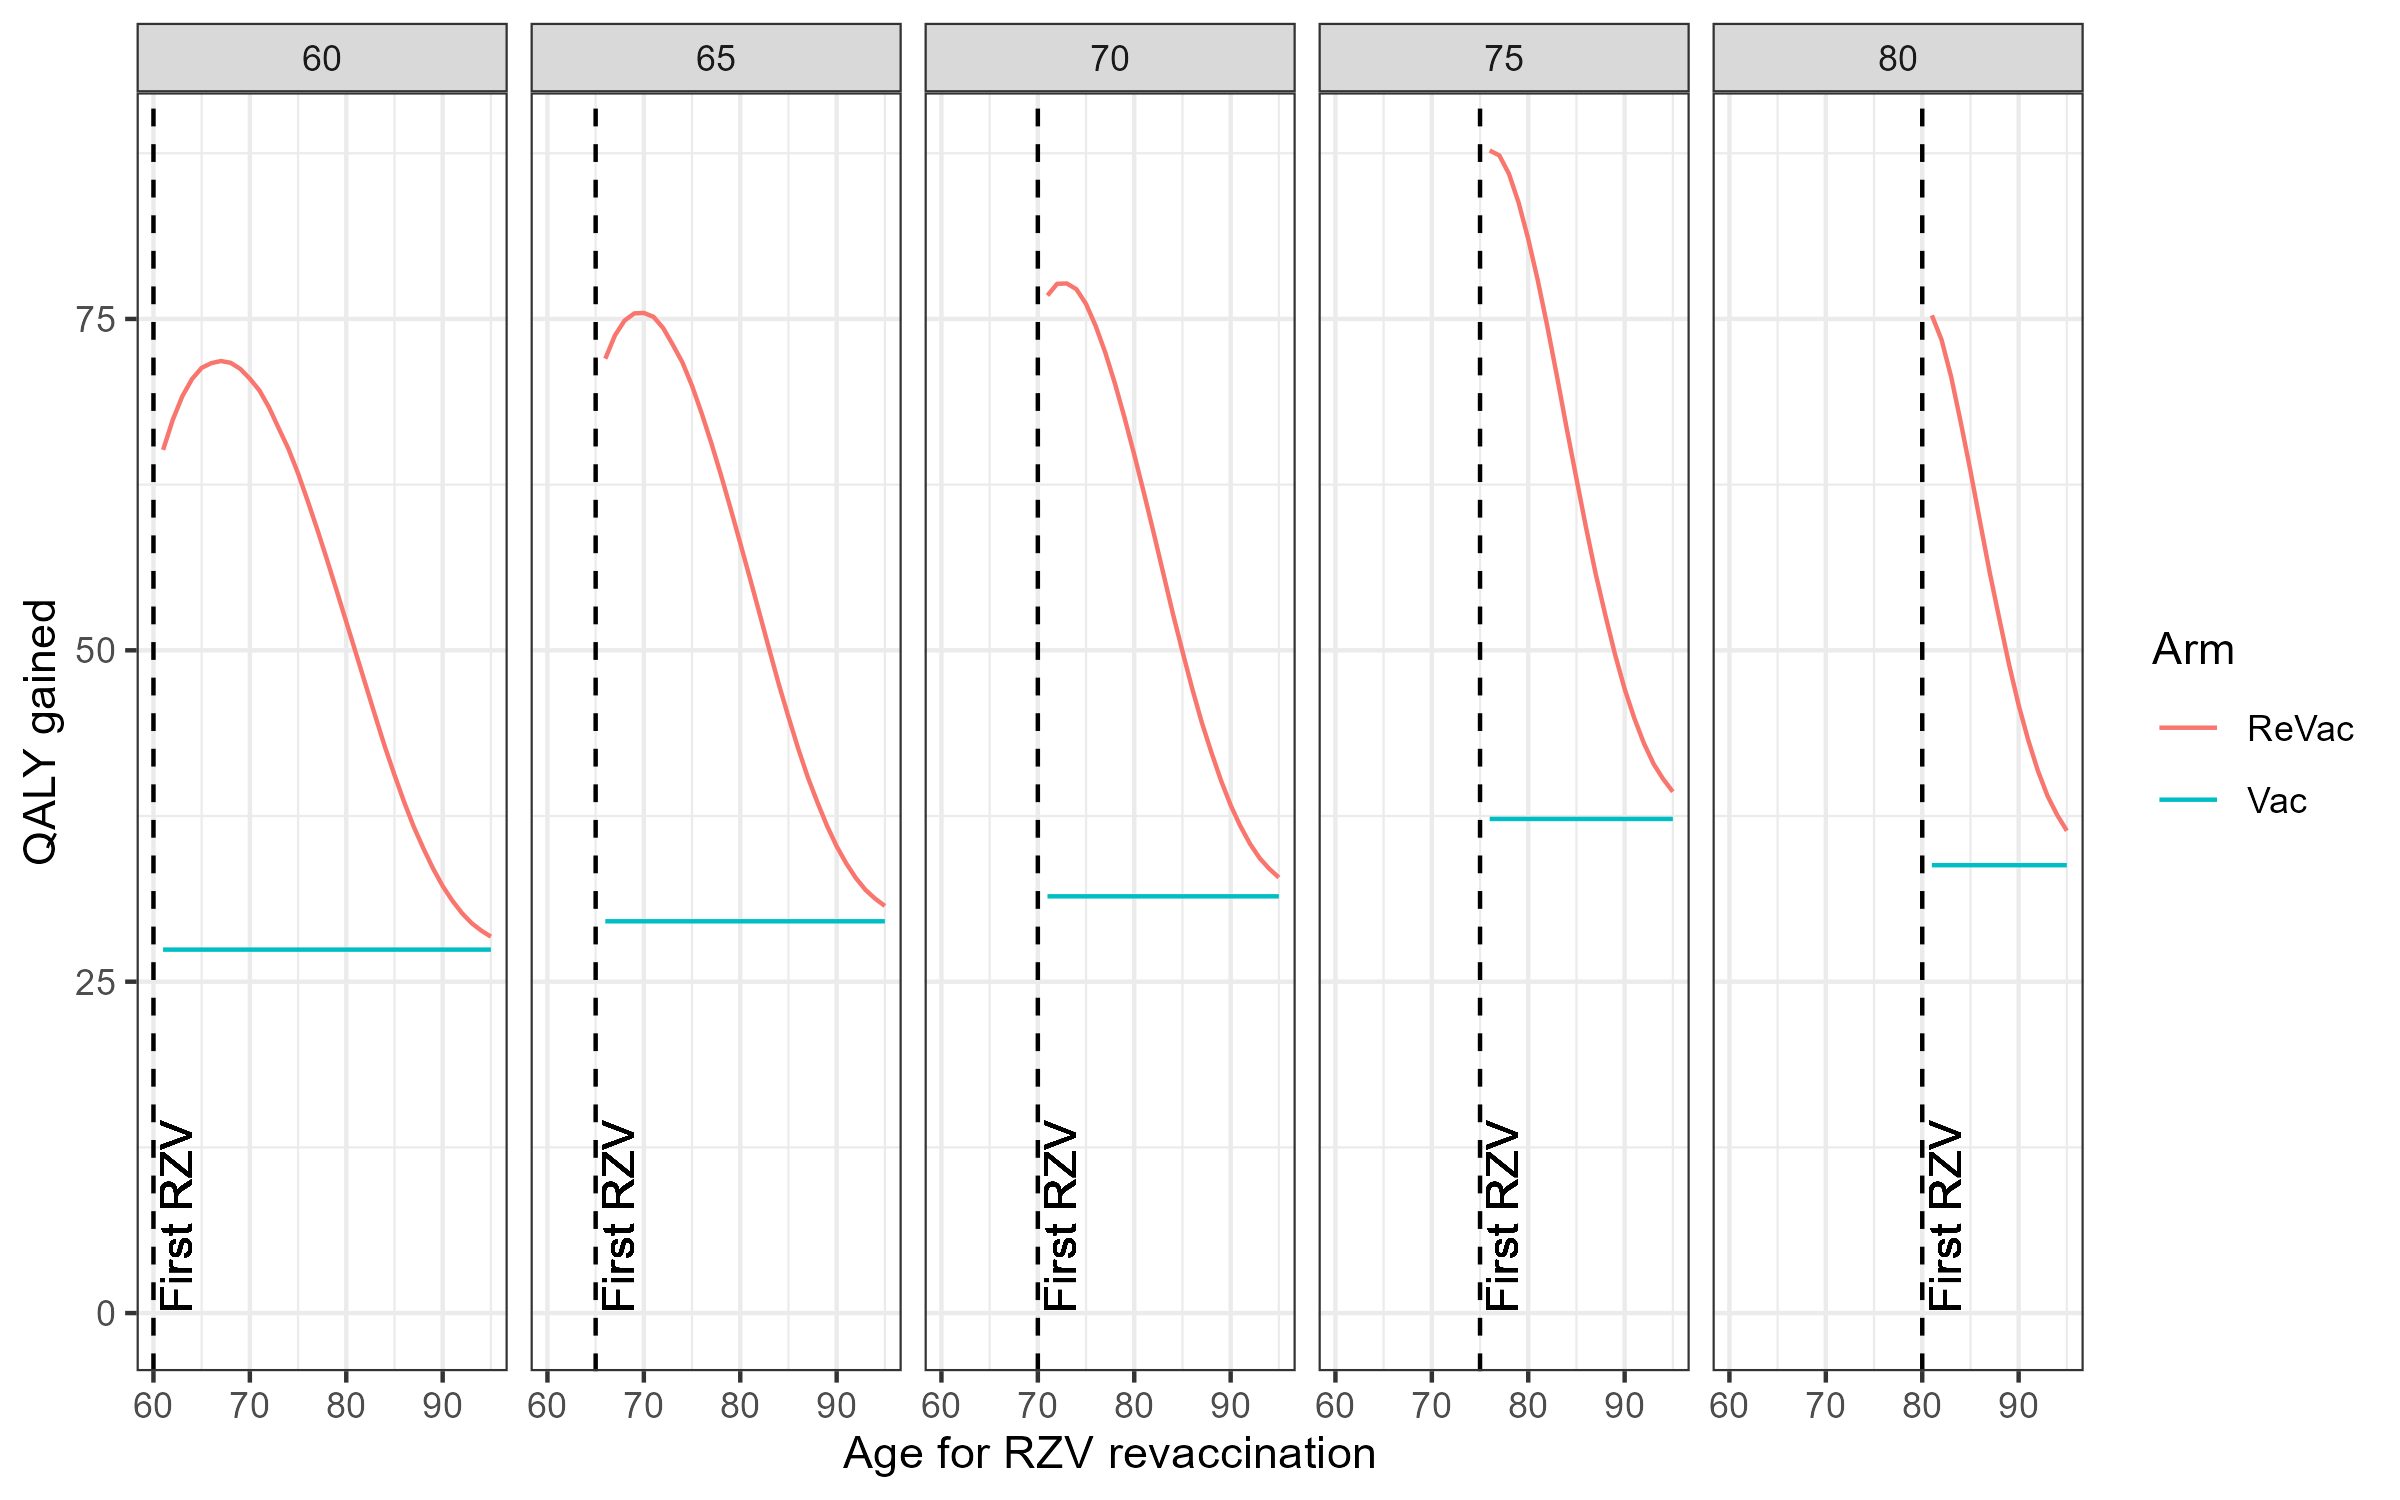 60 65 70 75 80
QALY gained
75
50
25
0
First RZV First RZV First RZV First RZV First RZV
60 70 80 90 60 70 80 90 60 70 80 90 60 70 80 90 60 70 80 90
Age for RZV revaccination
Arm
ReVac
Vac